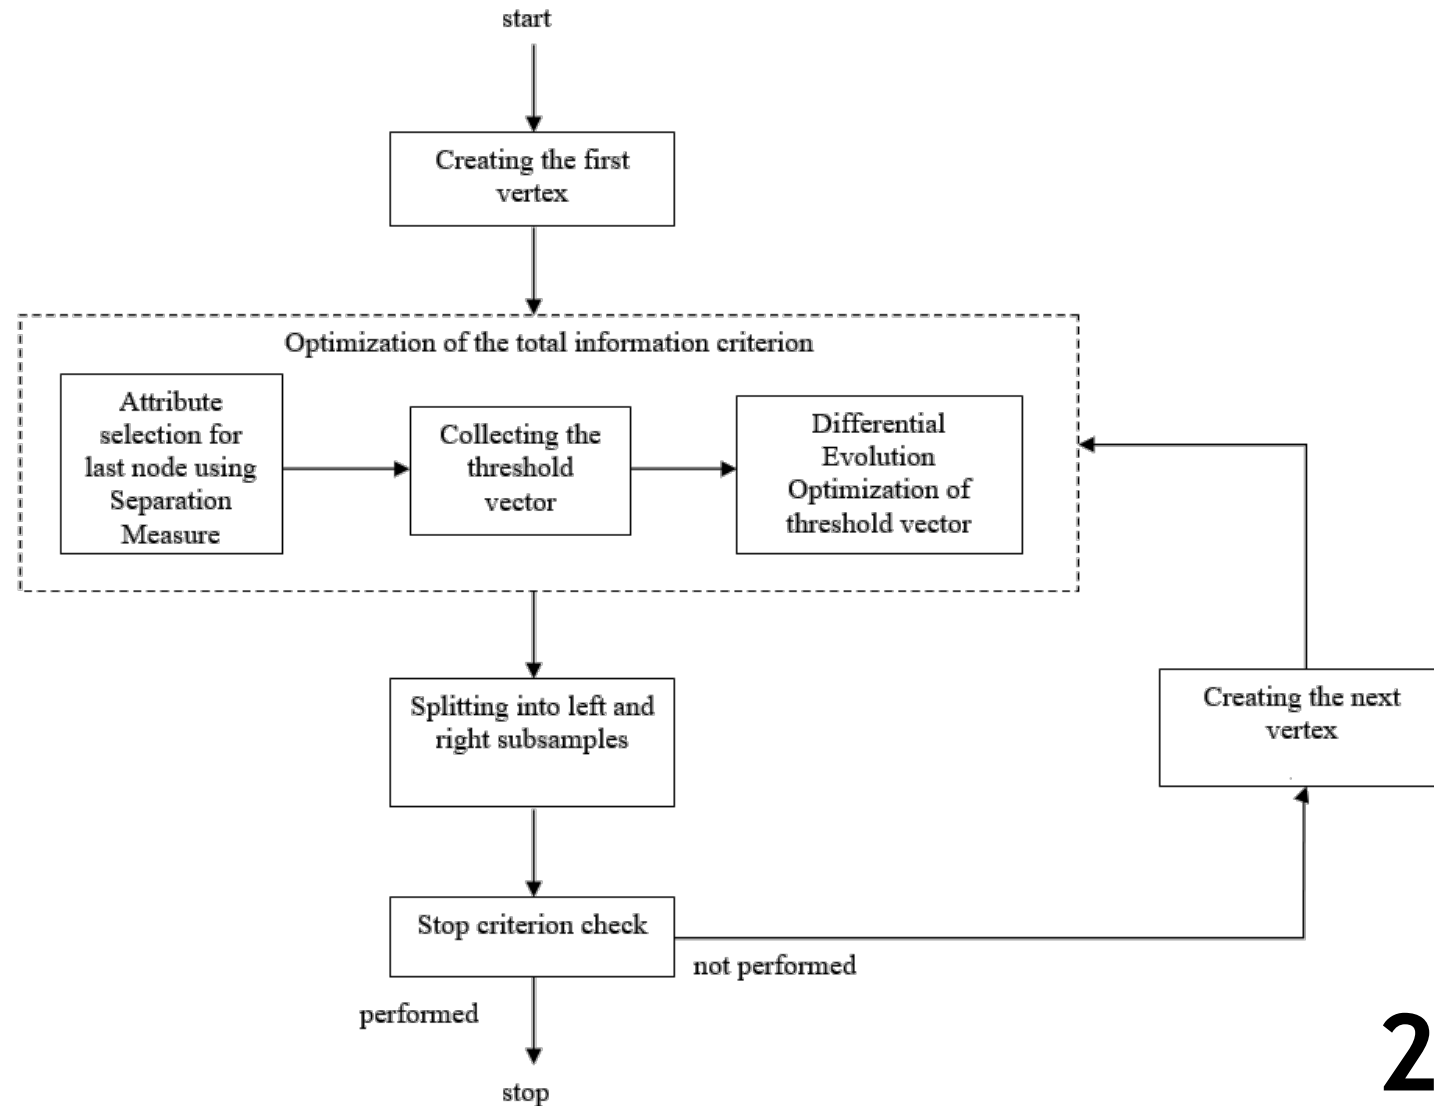 start
Creating the first
vertex
Optimization of the total information criterion
Attribute
selection for
last node using
Separation
Measure
Collecting the
threshold
vector
Differential
Evolution
Optimization of
threshold vector
Splitting into left and
right subsamples
Creating the next
vertex
Stop criterion check
not performed
performed
stop
2